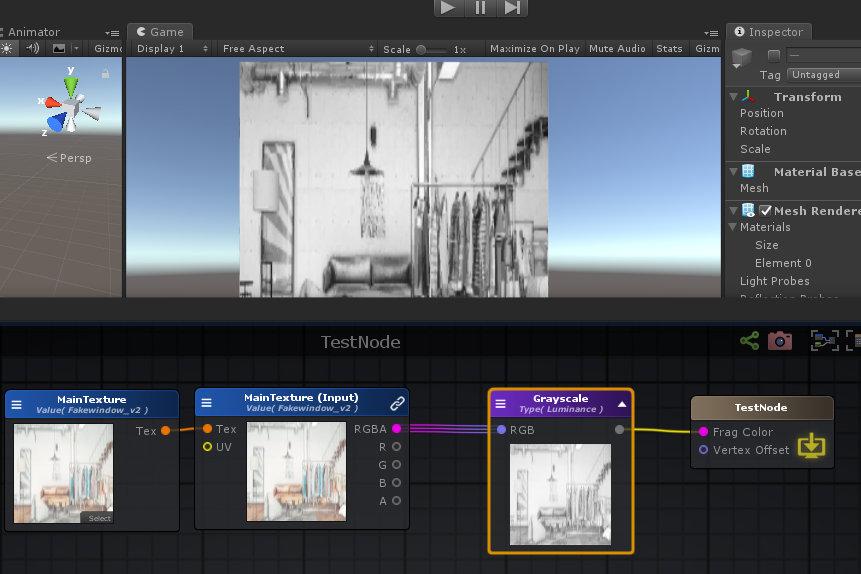 Animator
Game
Inspector
Gizmo
Display 1
Free Aspect
Scale
1x
Maximize On Play
Mute Audio
Stats
Gizm
Tag
Untagged
Transform
Position
Rotation
Scale
y
x
z
Persp
Material Base
Mesh
Mesh Rendere
Materials
Size
Element 0
Light Probes
TestNode
MainTexture
Value( Fakewindow_v2 )
Tex
Select
MainTexture (Input)
Value( Fakewindow_v2 )
Tex
UV
RGBA
R
G
B
A
Grayscale
Type( Luminance )
RGB
TestNode
Frag Color
Vertex Offset